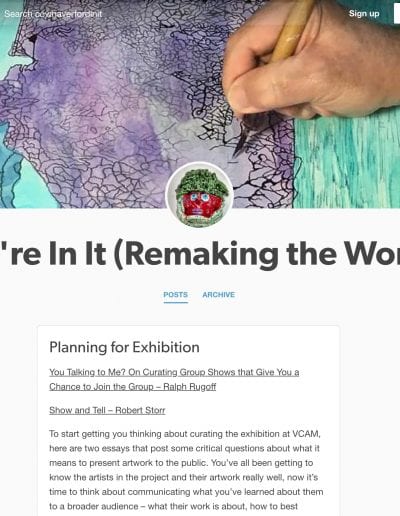 Search cowhaverfordinit
Sign up
're In It (Remaking the Wor
POSTS ARCHIVE
Planning for Exhibition
You Talking to Me? On Curating Group Shows that Give You a
Chance to Join the Group – Ralph Rugoff
Show and Tell – Robert Storr
To start getting you thinking about curating the exhibition at VCAM,
here are two essays that post some critical questions about what it
means to present artwork to the public. You've all been getting to
know the artists in the project and their artwork really well, now it's
time to think about communicating what you've learned about them
to a broader audience – what their work is about, how to best